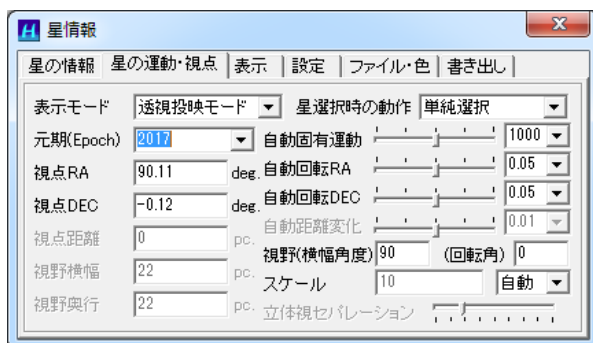 星情報
星の情報 星の運動・視点 表示 設定 ファイル・色 書き出し
表示モード 透視投映モード 星選択時の動作 単純選択
元期(Epoch) 2017 自動固有運動 1000
視点RA 90.11 deg. 自動回転RA 0.05
視点DEC -0.12 deg. 自動回転DEC 0.05
視点距離 0 pc. 自動距離変化 0.01
視野(横幅角度) 90 (回転角) 0
視野横幅 22 pc. スケール 10 自動
視野奥行 22 pc. 立体視セパレーション